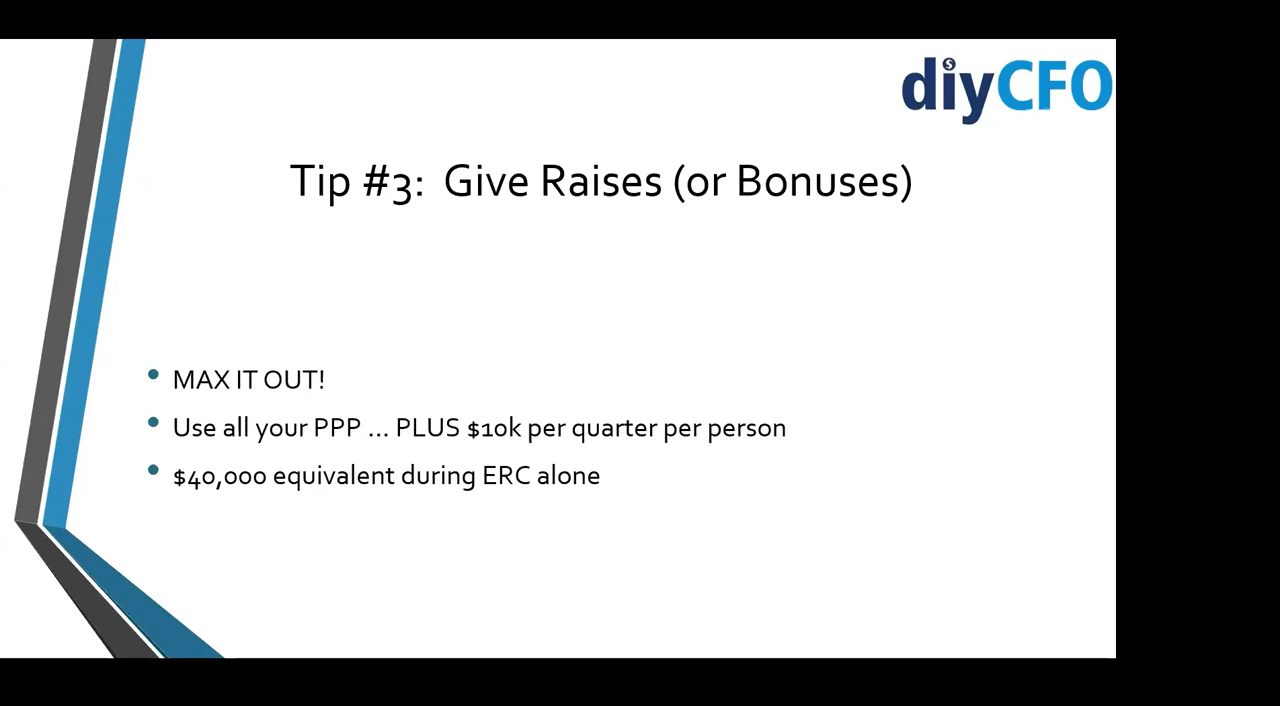 diyCFO
Tip #3: Give Raises (or Bonuses)
• MAX IT OUT!
• Use all your PPP ... PLUS $10k per quarter per person
• $40,000 equivalent during ERC alone